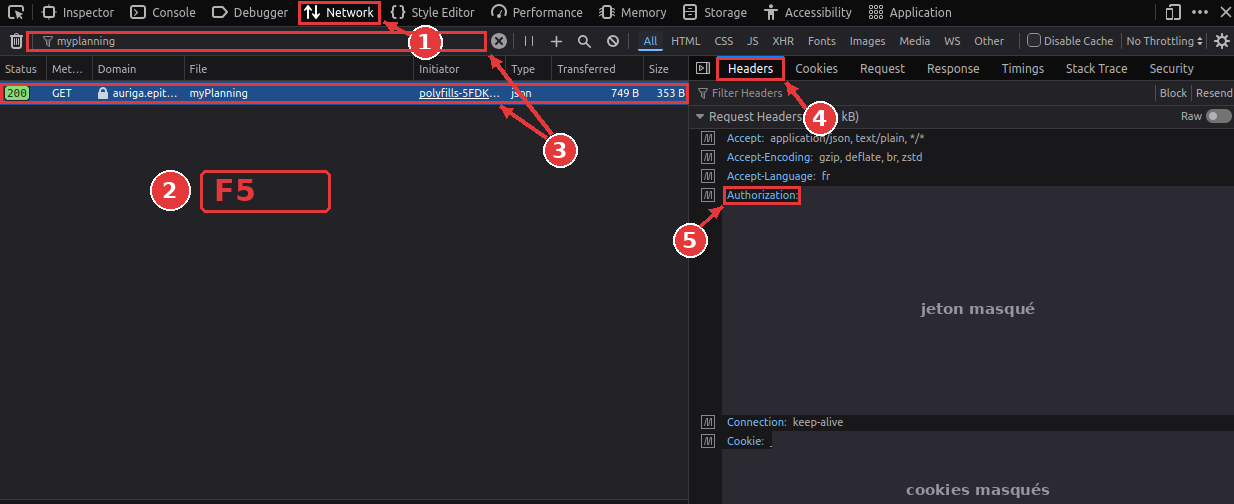 Inspector Console Debugger Network Style Editor Performance Memory Storage Accessibility Application
myplanning 1 All HTML CSS JS XHR Fonts Images Media WS Other Disable Cache No Throttling
Status Met... Domain File Initiator Type Transferred Size
200 GET auriga.epit... myPlanning polyfills-5FDK... json 749 B 353 B
3
2 F5
Headers Cookies Request Response Timings Stack Trace Security
Filter Headers Block Resend
4
Request Headers kB) Raw
Accept: application/json, text/plain, */*
Accept-Encoding: gzip, deflate, br, zstd
Accept-Language: fr
Authorization:
5
jeton masqué
Connection: keep-alive
Cookie: _
cookies masqués